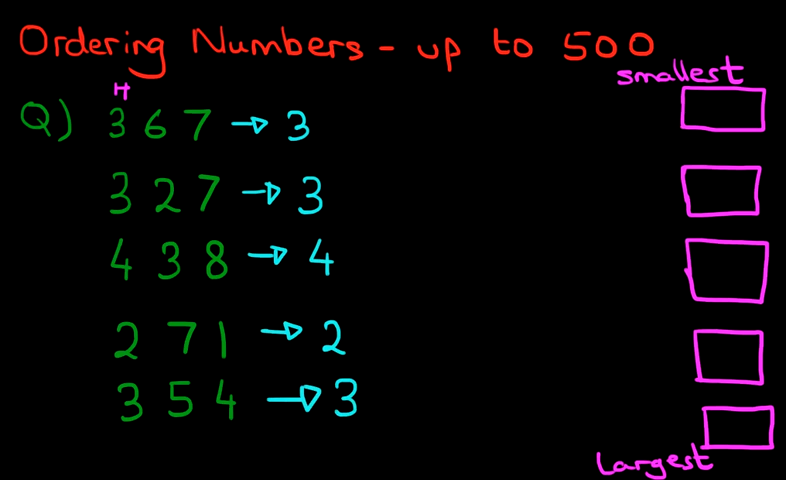 Ordering Numbers - up to 500
smallest
H
Q) 367 → 3
327 → 3
438 → 4
271 → 2
354 → 3
Largest